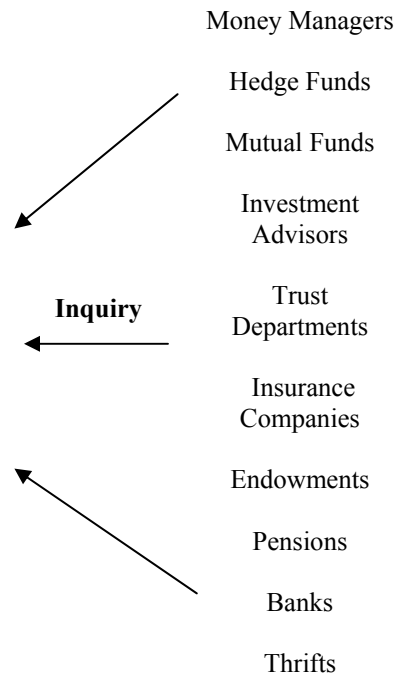 Money Managers
Hedge Funds
Mutual Funds
Investment
Advisors
Inquiry
Trust
Departments
Insurance
Companies
Endowments
Pensions
Banks
Thrifts